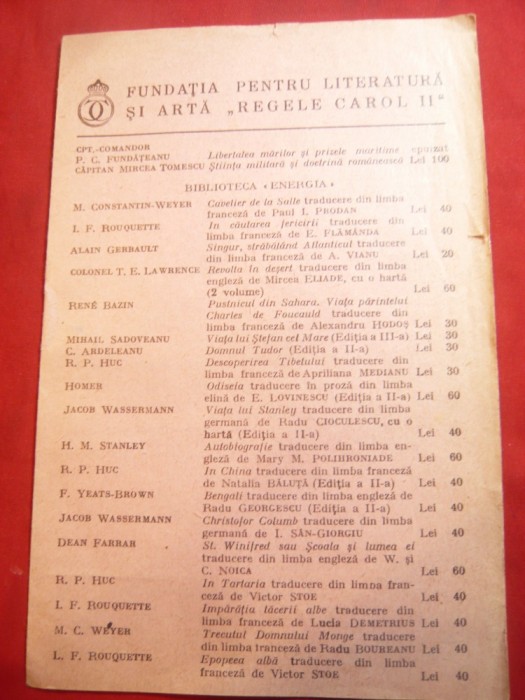 FUNDAȚIA PENTRU LITERATURĂ
ȘI ARTĂ „REGELE CAROL II“
CPT.-COMANDOR
P. C. FUNDĂȚEANU Libertatea mărilor și prisele maritime epuizat
CĂPITAN MIRCEA TOMESCU Știința militară și doctrina românească Lei 100
BIBLIOTECA «ENERGIA»
M. CONSTANTIN-WEYER Cavelier de la Salle traducere din limba
franceză de Paul I. PRODAN Lei 40
L. F. ROUQUETTE In căutarea fericirii traducere din
limba franceză de E. FLĂMÂNDA Lei 40
ALAIN GERBAULT Singur, străbătând Atlanticul traducere
din limba franceză de A. VIANU Lei 20
COLONEL T. E. LAWRENCE Revolta în deșert traducere din limba
engleză de Mircea ELIADE, cu o hartă
(2 volume) Lei 60
RENÉ BAZIN Pustnicul din Sahara. Viața părintelui
Charles de Foucauld traducere din
limba franceză de Alexandru HODOȘ Lei 30
MIHAIL SADOVEANU Viața lui Ștefan cel Mare (Ediția a III-a) Lei 30
C. ARDELEANU Domnul Tudor (Ediția a II-a) Lei 30
R. P. HUC Descoperirea Tibetului traducere din
limba franceză de Apriliana MEDIANU Lei 30
HOMER Odiseia traducere în proză din limba
elină de E. LOVINESCU (Ediția a II-a) Lei 60
JACOB WASSERMANN Viața lui Stanley traducere din limba
germană de Radu CIOCULESCU, cu o
hartă (Ediția a II-a) Lei 40
H. M. STANLEY Autobiografie traducere din limba en-
gleză de Mary M. POLIHRONIADE Lei 60
R. P. HUC In China traducere din limba franceză
de Natalia BĂLUȚĂ (Ediția a II-a) Lei 40
F. YEATS-BROWN Bengali traducere din limba engleză de
Radu GEORGESCU (Ediția a II-a) Lei 40
JACOB WASSERMANN Christofor Columb traducere din limba
germană de I. SÂN-GIORGIU Lei 40
DEAN FARRAR St. Winifred sau Școala și lumea ei
traducere din limba engleză de W. și
C. NOICA Lei 60
R. P. HUC In Tartaria traducere din limba fran-
ceză de Victor STOE Lei 40
L. F. ROUQUETTE Impărăția tăcerii albe traducere din
limba franceză de Lucia DEMETRIUS Lei 40
M. C. WEYER Trecutul Domnului Monge traducere
din limba franceză de Radu BOUREANU Lei 40
L. F. ROUQUETTE Epopeea albă traducere din limba
franceză de Victor STOE Lei 40